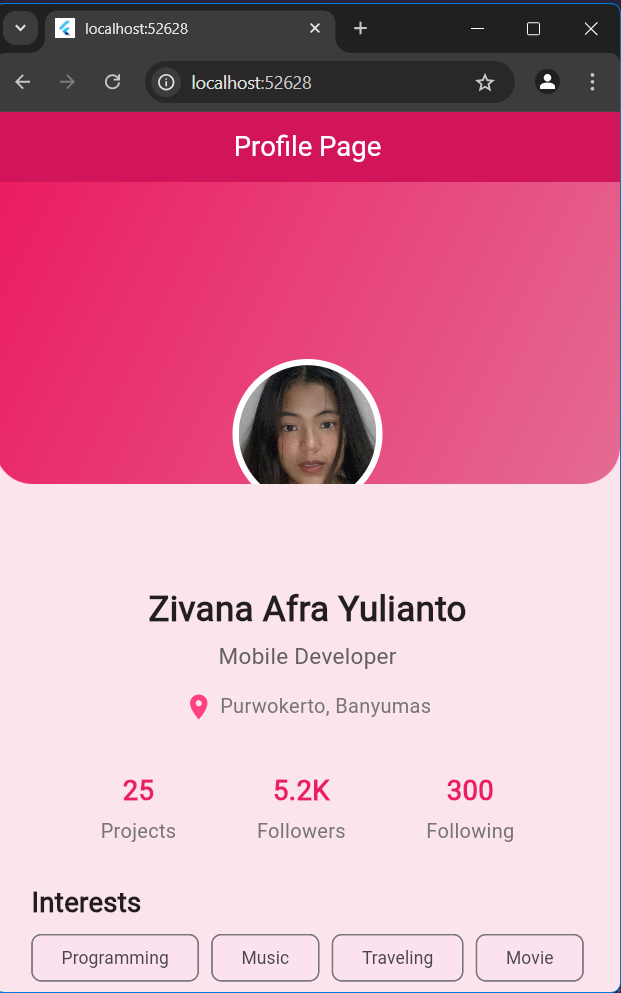 localhost:52628
localhost:52628
Profile Page
Zivana Afra Yulianto
Mobile Developer
Purwokerto, Banyumas
25 5.2K 300
Projects Followers Following
Interests
Programming Music Traveling Movie